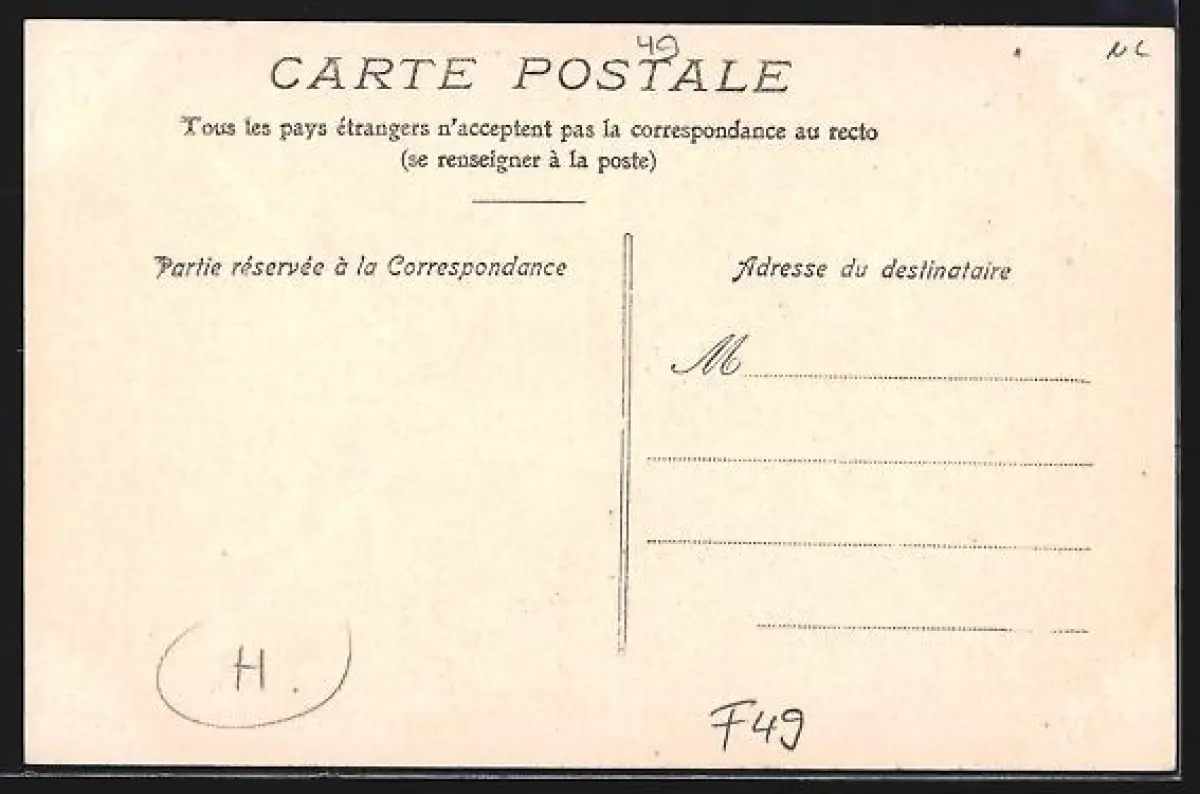 49
NL
CARTE POSTALE
Tous les pays étrangers n'acceptent pas la correspondance au recto
(se renseigner à la poste)
Partie réservée à la Correspondance
Adresse du destinataire
M
H.
F49